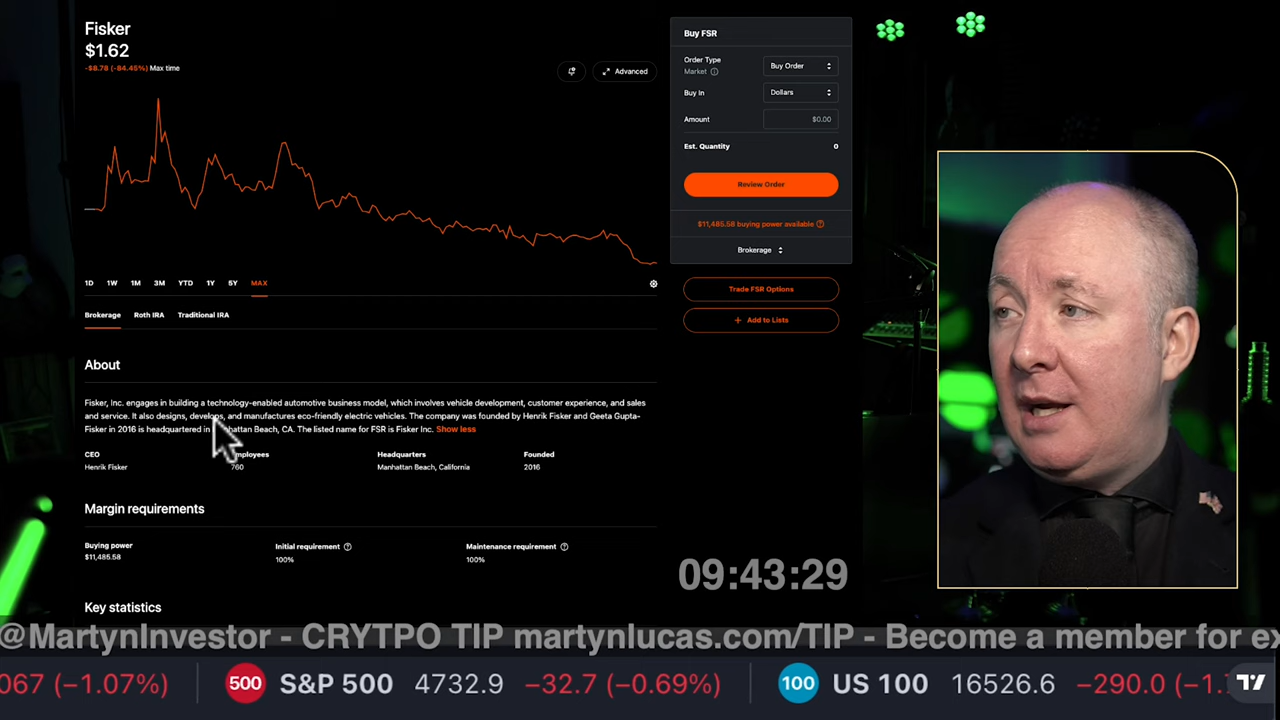 Fisker
$1.62
-$8.78 (-84.45%) Max time
Advanced
1D 1W 1M 3M YTD 1Y 5Y MAX
Brokerage Roth IRA Traditional IRA
About
Fisker, Inc. engages in building a technology-enabled automotive business model, which involves vehicle development, customer experience, and sales
and service. It also designs, develops, and manufactures eco-friendly electric vehicles. The company was founded by Henrik Fisker and Geeta Gupta-
Fisker in 2016 is headquartered in hattan Beach, CA. The listed name for FSR is Fisker Inc. Show less
CEO mployees Headquarters Founded
Henrik Fisker 760 Manhattan Beach, California 2016
Margin requirements
Buying power Initial requirement Maintenance requirement
$11,485.58 100% 100%
Key statistics
Buy FSR
Order Type Buy Order
Market
Buy In Dollars
Amount $0.00
Est. Quantity 0
Review Order
$11,485.58 buying power available
Brokerage
Trade FSR Options
+ Add to Lists
09:43:29
@MartynInvestor - CRYTPO TIP martynlucas.com/TIP - Become a member for ex
067 (−1.07%) 500 S&P 500 4732.9 −32.7 (−0.69%) 100 US 100 16526.6 −290.0 (−1.